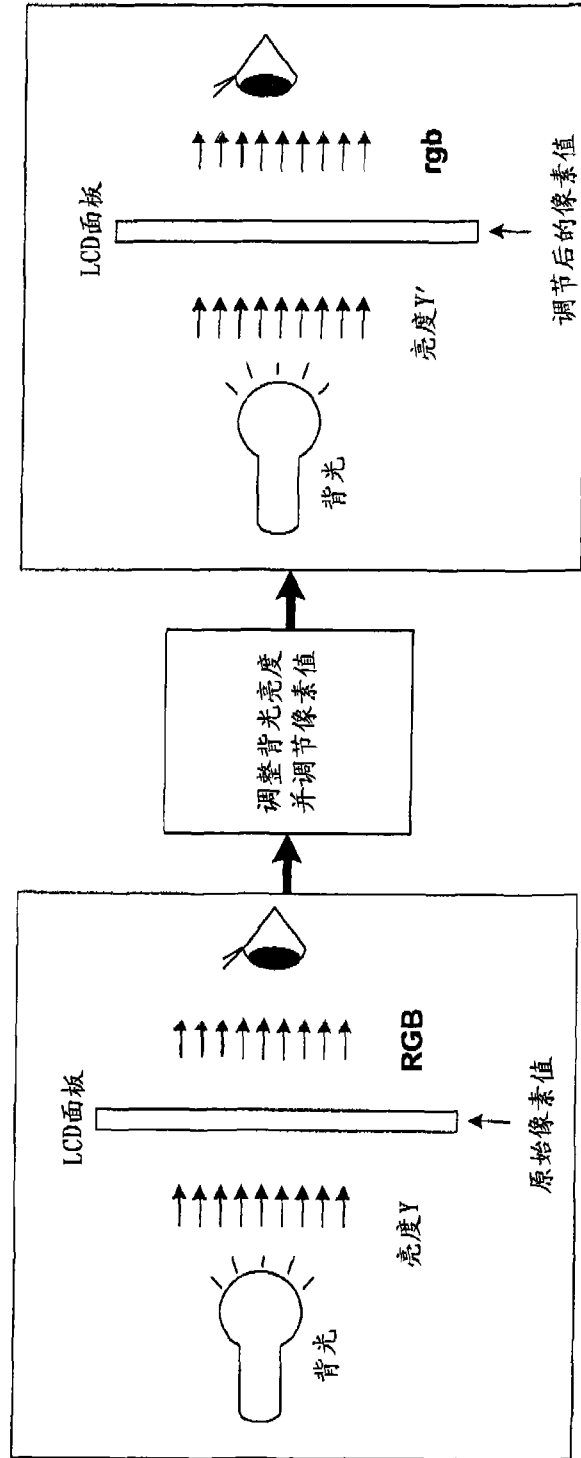 LCD面板
背光
亮度Y
RGB
原始像素值
调整背光亮度
并调节像素值
LCD面板
背光
亮度Y'
rgb
调节后的像素值